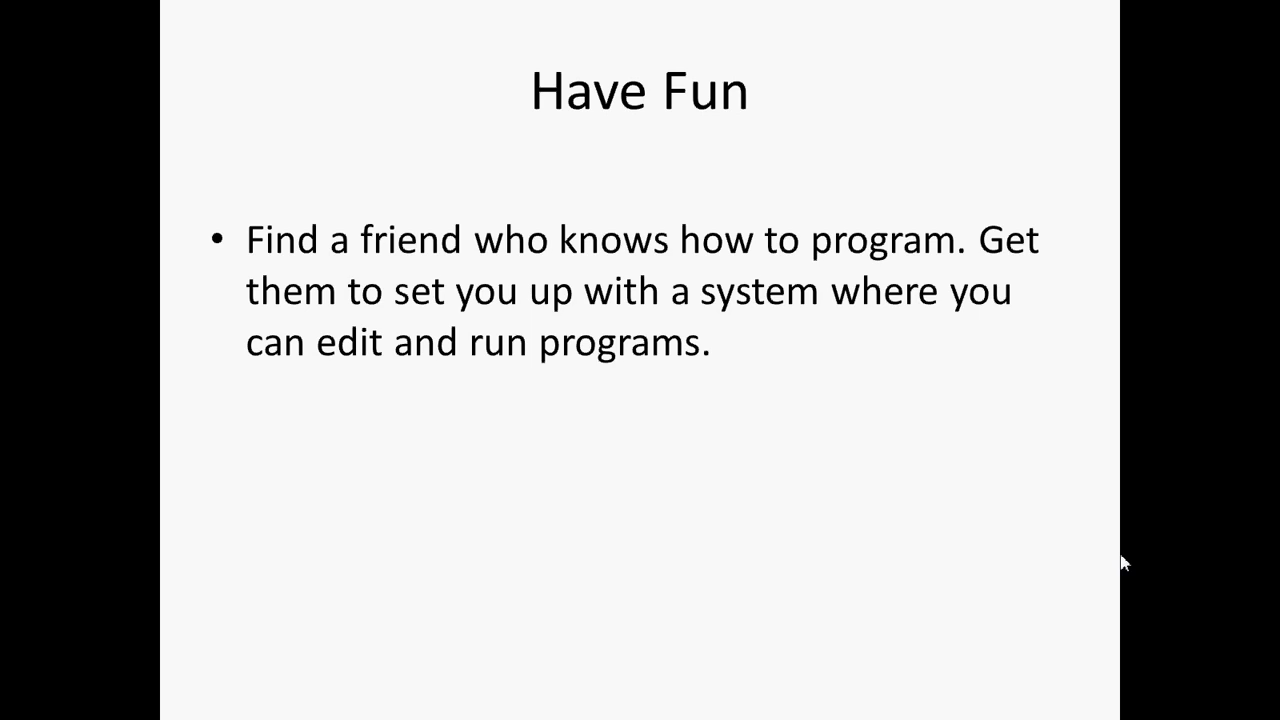 Have Fun
• Find a friend who knows how to program. Get
them to set you up with a system where you
can edit and run programs.